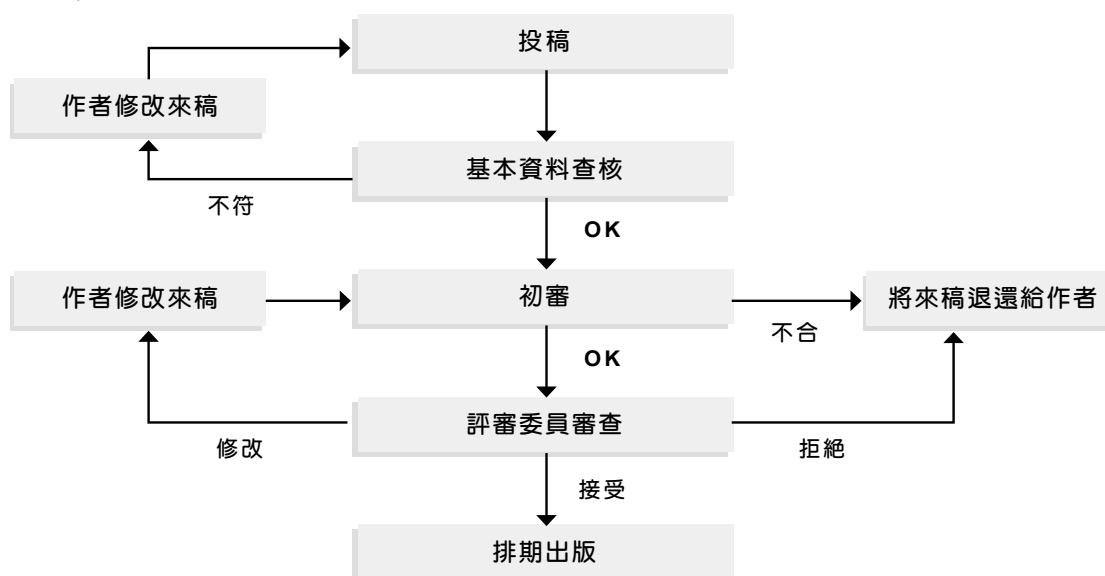 投稿
作者修改來稿
基本資料查核
不符
OK
作者修改來稿
初審
將來稿退還給作者
不合
OK
評審委員審查
修改
拒絕
接受
排期出版